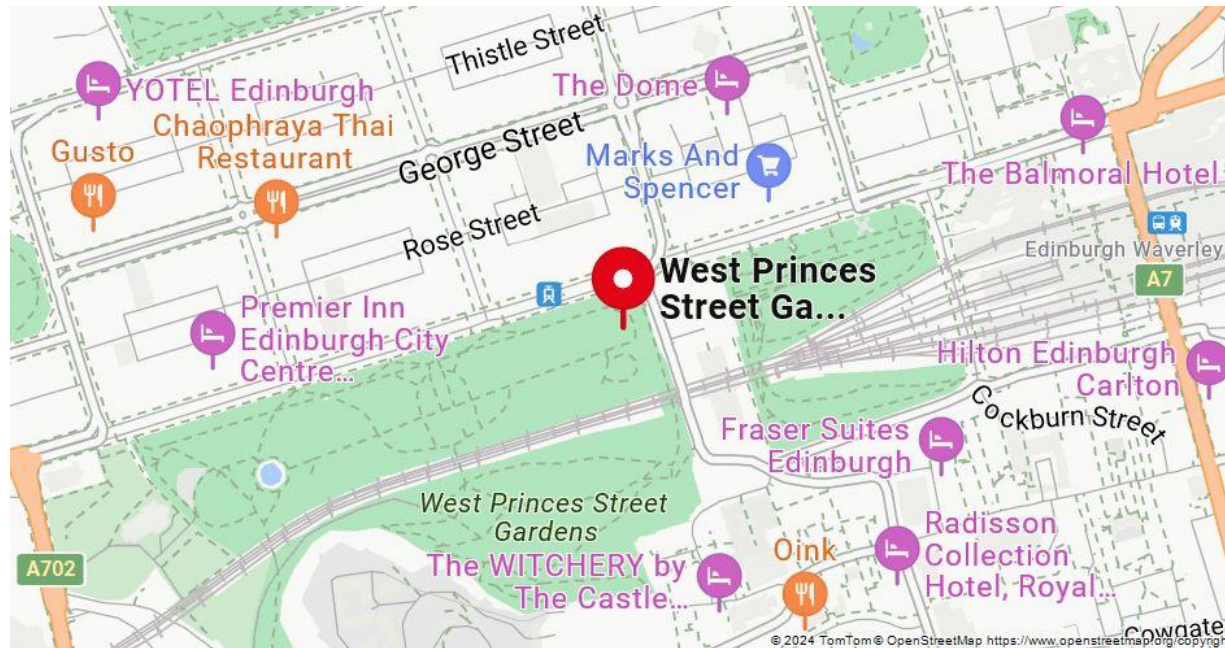 Thistle Street
YOTEL Edinburgh
The Dome
Chaophraya Thai
Restaurant
Gusto
George Street
Marks And
Spencer
The Balmoral Hotel
Rose Street
Edinburgh Waverley
West Princes
Street Ga...
A7
Premier Inn
Edinburgh City
Centre...
Hilton Edinburgh
Carlton
Cockburn Street
Fraser Suites
Edinburgh
West Princes Street
Gardens
A702
The WITCHERY by
The Castle...
Oink
Radisson
Collection
Hotel, Royal...
Cowgate
© 2024 TomTom © OpenStreetMap https://www.openstreetmap.org/copyrigh